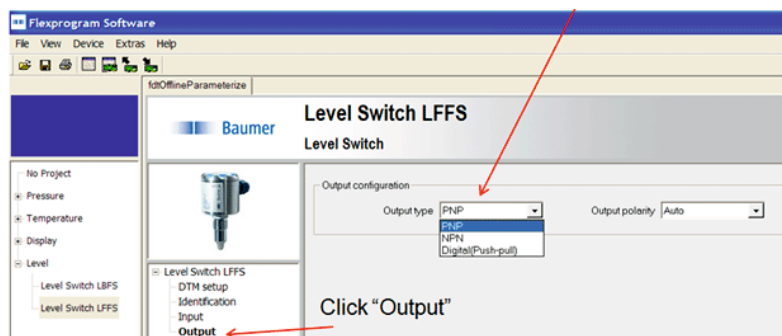 Flexprogram Software
File View Device Extras Help
fdtOfflineParameterize
Baumer
Level Switch LFFS
Level Switch
No Project
Pressure
Temperature
Display
Level
Level Switch LBFS
Level Switch LFFS
Level Switch LFFS
DTM setup
Identification
Input
Output
Output configuration
Output type PNP Output polarity Auto
PNP
NPN
Digital(Push-pull)
Click “Output”